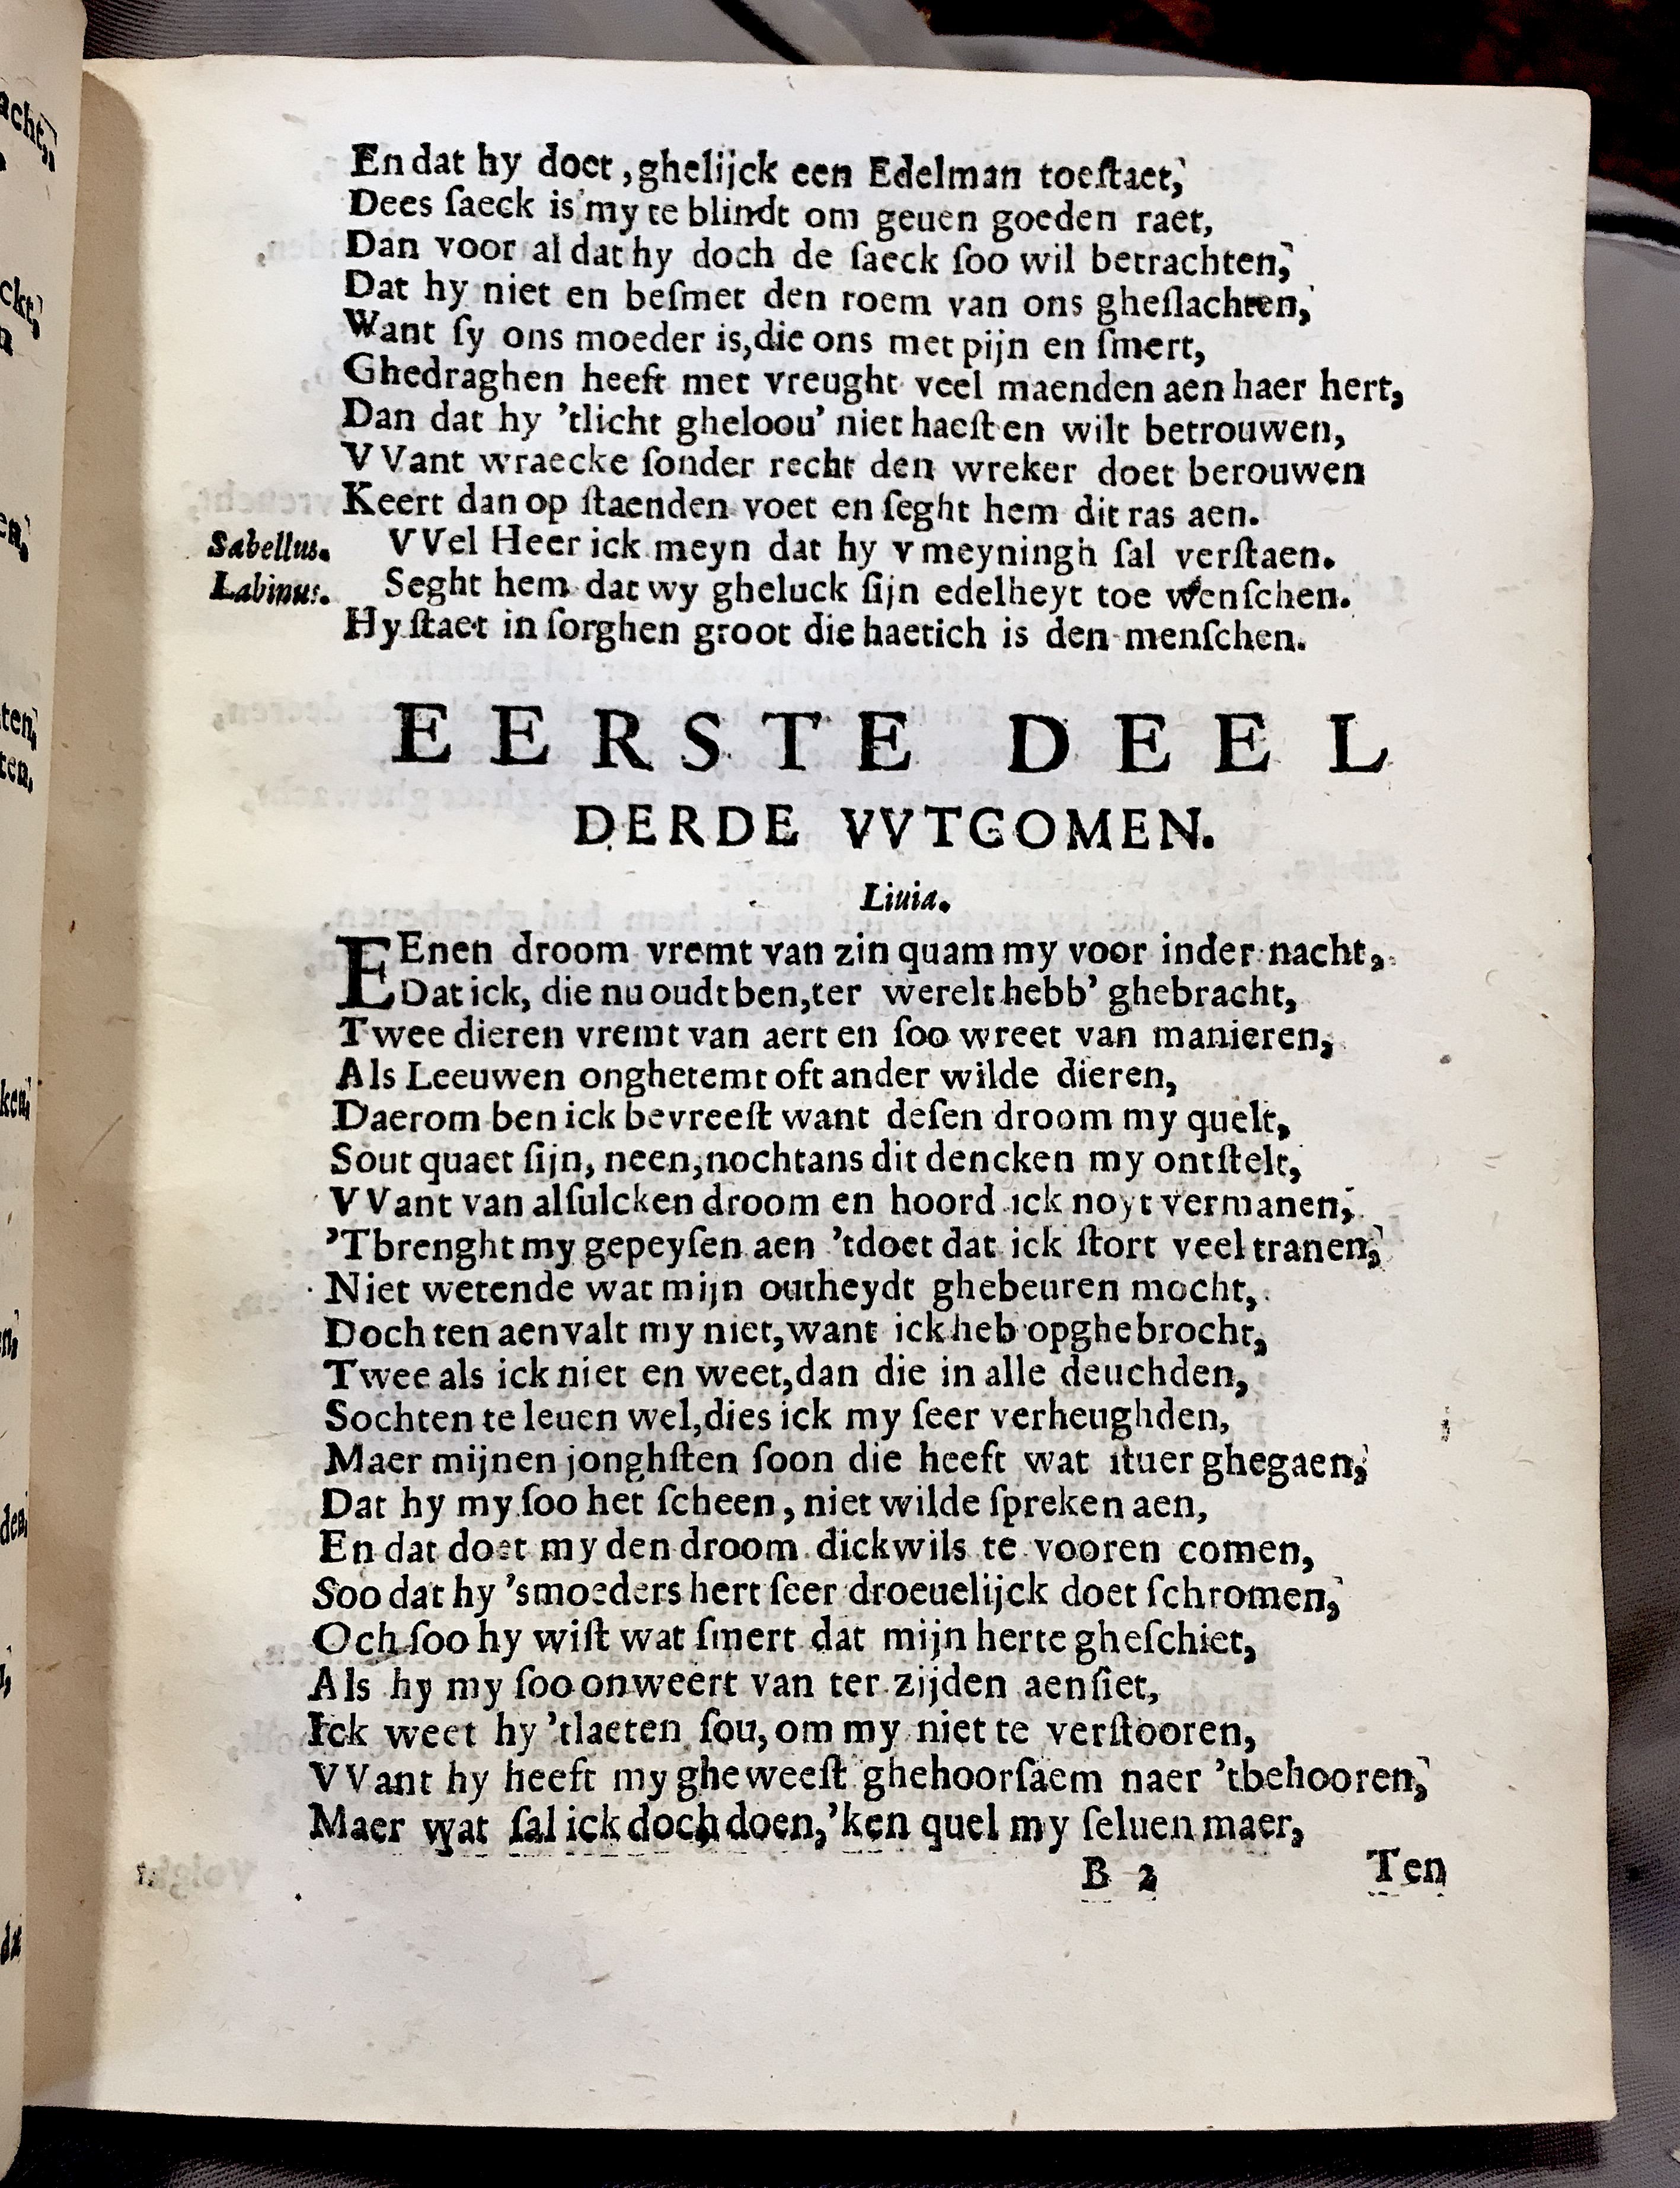 En dat hy doet, ghelijck een Edelman toeſtaet,
Dees ſaeck is my te blindt om geuen goeden raet,
Dan voor al dat hy doch de ſaeck ſoo wil betrachten,
Dat hy niet en beſmet den roem van ons gheſlachten,
Want ſy ons moeder is, die ons met pijn en ſmert,
Ghedraghen heeft met vreught veel maenden aen haer hert,
Dan dat hy 'tlicht gheloou' niet haeſt en wilt betrouwen,
VVant wraecke ſonder recht den wreker doet berouwen
Keert dan op ſtaenden voet en ſeght hem dit ras aen.
Sabellus. VVel Heer ick meyn dat hy v meyningh ſal verſtaen.
Labinus. Seght hem dat wy gheluck ſijn edelheyt toe wenſchen.
Hy ſtaet in ſorghen groot die haetich is den menſchen.
EERSTE DEEL
DERDE VVTCOMEN.
Liuia.
EEnen droom vremt van zin quam my voor inder nacht,
Dat ick, die nu oudt ben, ter werelt hebb' ghebracht,
Twee dieren vremt van aert en ſoo wreet van manieren,
Als Leeuwen onghetemt oft ander wilde dieren,
Daerom ben ick bevreeſt want deſen droom my quelt,
Sout quaet ſijn, neen, nochtans dit dencken my ontſtelt,
VVant van alſulcken droom en hoord ick noyt vermanen,
'Tbrenght my gepeyſen aen 'tdoet dat ick ſtort veel tranen,
Niet wetende wat mijn outheydt ghebeuren mocht,
Doch ten aenvalt my niet, want ick heb opghebrocht,
Twee als ick niet en weet, dan die in alle deuchden,
Sochten te leuen wel, dies ick my ſeer verheughden,
Maer mijnen jonghſten ſoon die heeft wat ſtuer ghegaen,
Dat hy my ſoo het ſcheen, niet wilde ſpreken aen,
En dat doet my den droom dickwils te vooren comen,
Soo dat hy 'smoeders hert ſeer droeuelijck doet ſchromen,
Och ſoo hy wiſt wat ſmert dat mijn herte gheſchiet,
Als hy my ſoo onweert van ter zijden aenſiet,
Ick weet hy 'tlaeten ſou, om my niet te verſtooren,
VVant hy heeft my gheweeſt ghehoorſaem naer 'tbehooren,
Maer wat ſal ick doch doen, 'ken quel my ſeluen maer,
B 2 Ten